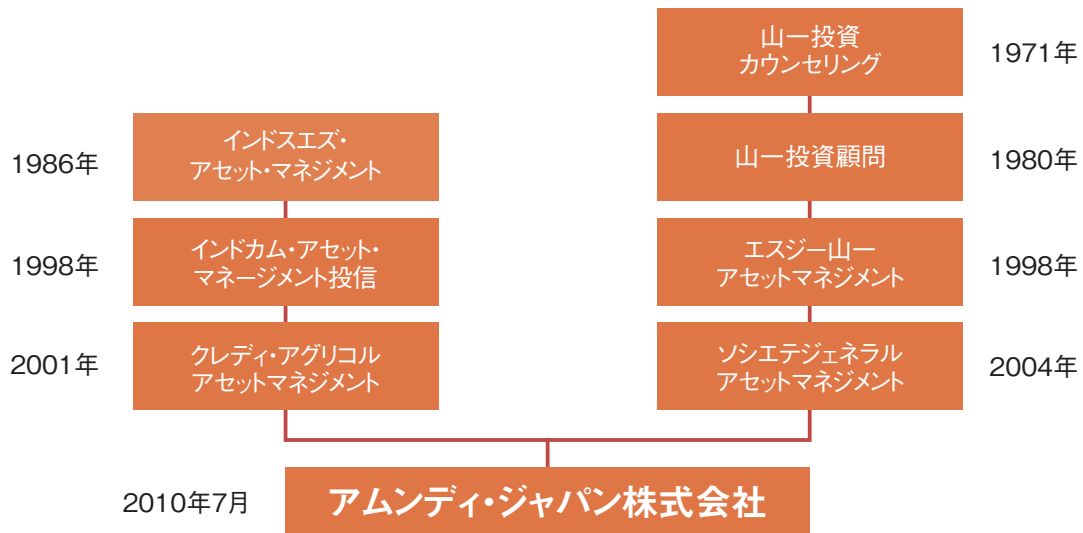 山一投資
カウンセリング
1971年
1986年
インドスエズ・
アセット・マネジメント
山一投資顧問
1980年
1998年
インドカム・アセット・
マネージメント投信
エスジー山一
アセットマネジメント
1998年
2001年
クレディ・アグリコル
アセットマネジメント
ソシエテジェネラル
アセットマネジメント
2004年
2010年7月
アムンディ・ジャパン株式会社